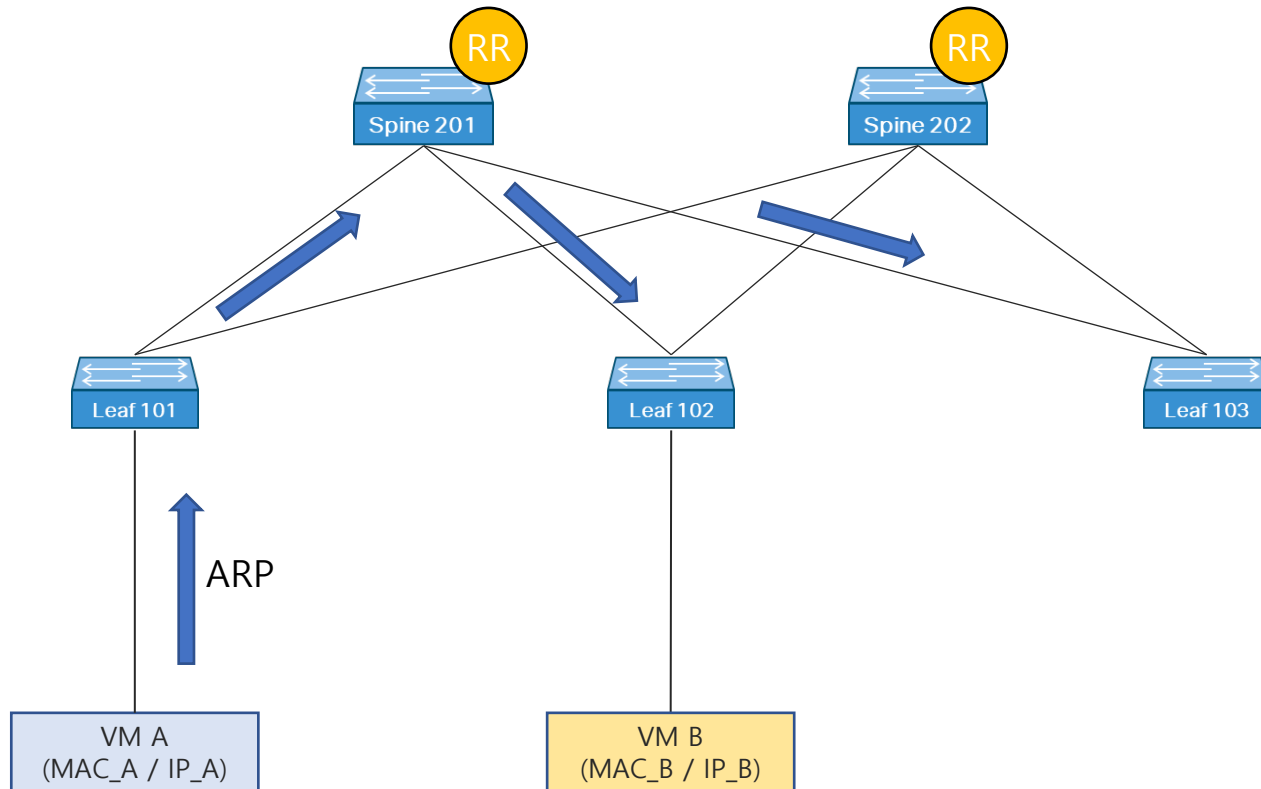 RR
RR
Spine 201
Spine 202
Leaf 101
Leaf 102
Leaf 103
ARP
VM A
(MAC_A / IP_A)
VM B
(MAC_B / IP_B)